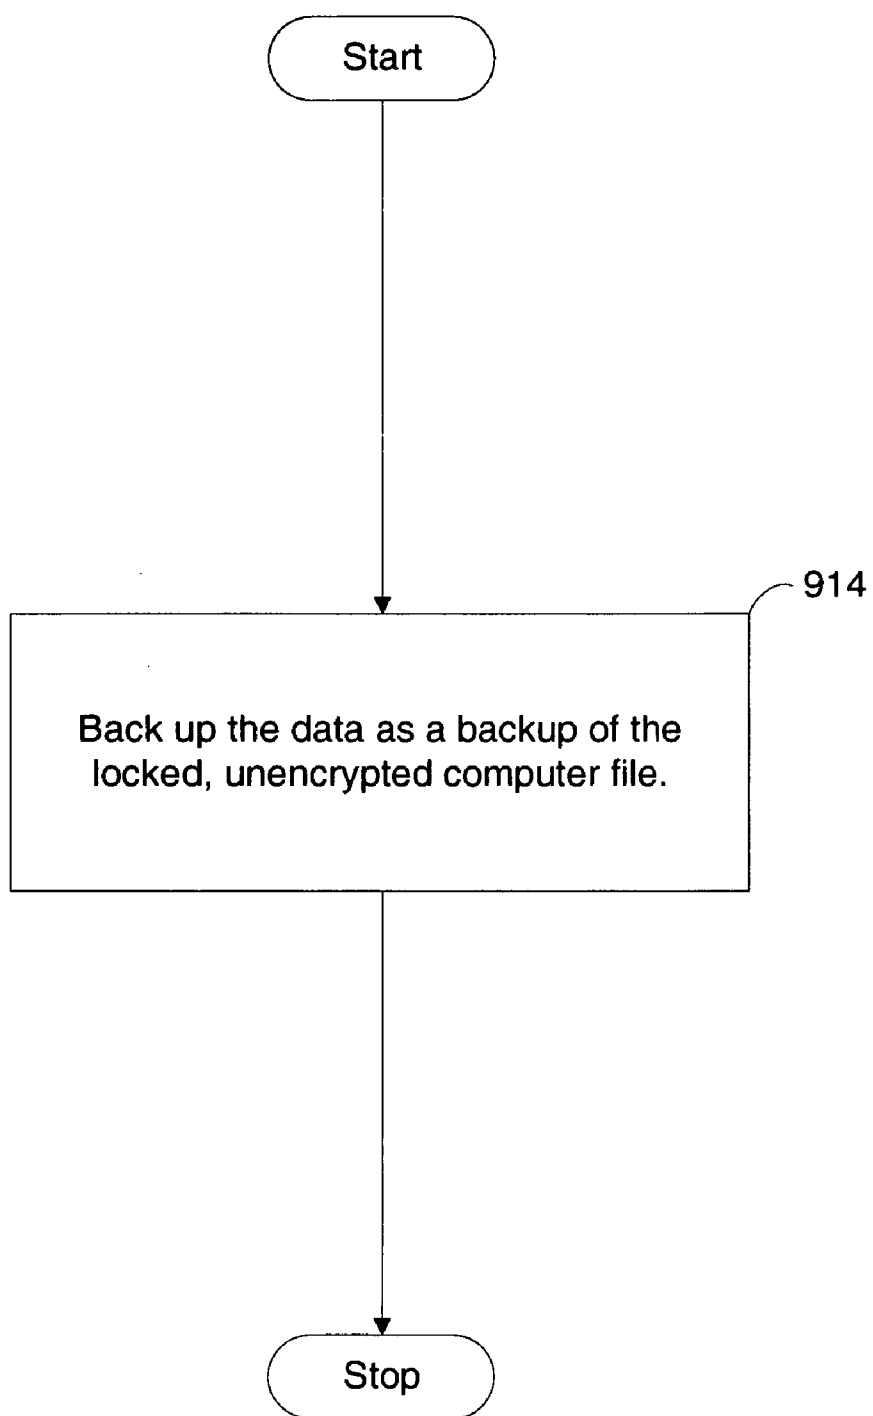 Start
914
Back up the data as a backup of the
locked, unencrypted computer file.
Stop